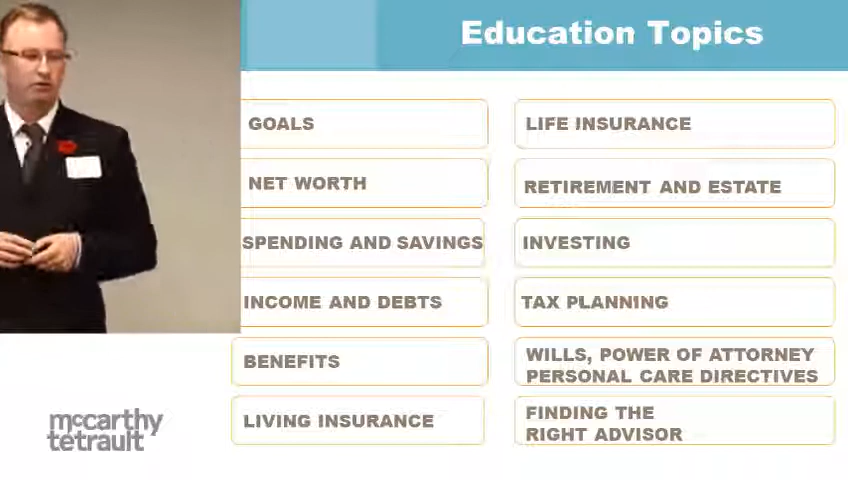 Education Topics
GOALS
NET WORTH
SPENDING AND SAVINGS
INCOME AND DEBTS
BENEFITS
LIVING INSURANCE
LIFE INSURANCE
RETIREMENT AND ESTATE
INVESTING
TAX PLANNING
WILLS, POWER OF ATTORNEY
PERSONAL CARE DIRECTIVES
FINDING THE
RIGHT ADVISOR
mccarthy
tetrault